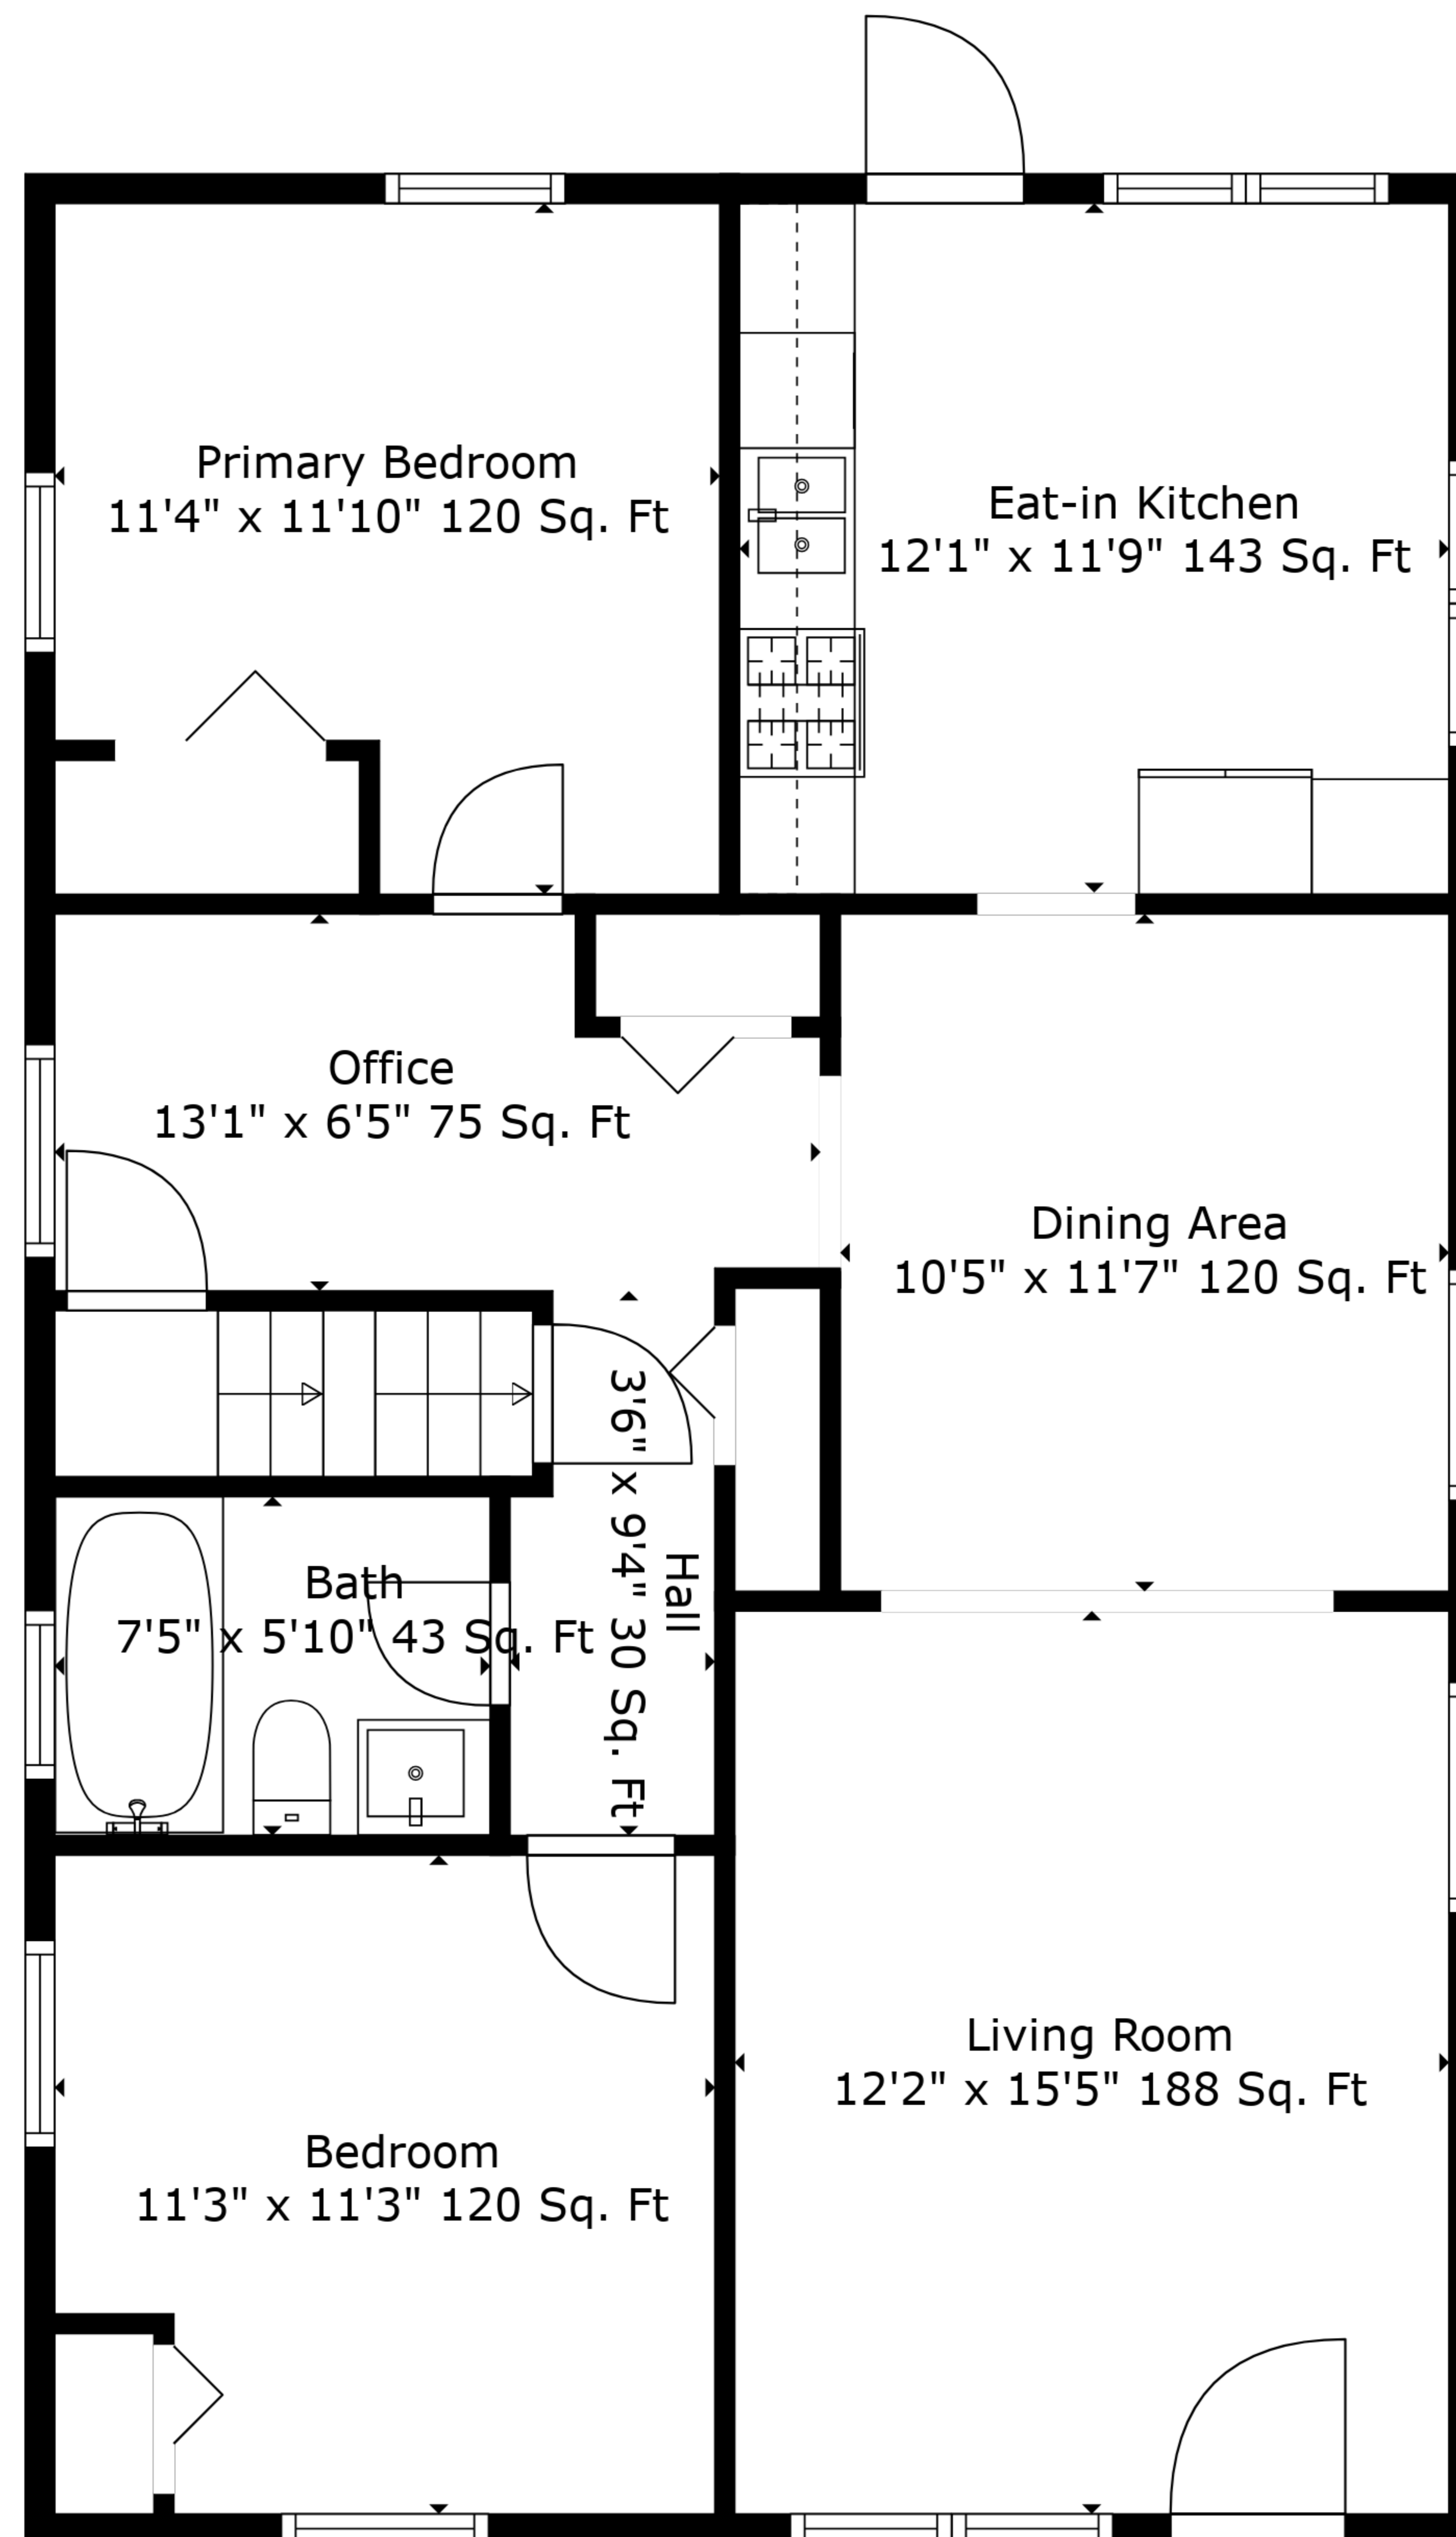 Primary Bedroom
11'4" x 11'10" 120 Sq. Ft
Eat-in Kitchen
12'1" x 11'9" 143 Sq. Ft
Office
13'1" x 6'5" 75 Sq. Ft
Dining Area
10'5" x 11'7" 120 Sq. Ft
Hall
3'6" x 9'4" 30 Sq. Ft
Bath
7'5" x 5'10" 43 Sq. Ft
Living Room
12'2" x 15'5" 188 Sq. Ft
Bedroom
11'3" x 11'3" 120 Sq. Ft